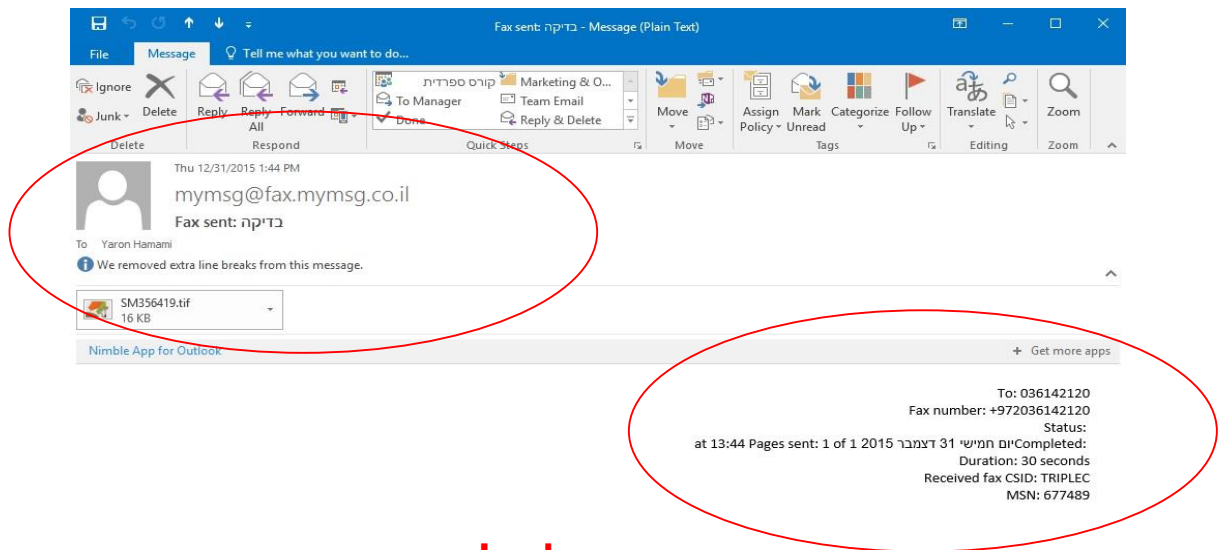 Fax sent: בדיקה - Message (Plain Text)
File Message Tell me what you want to do...
Ignore
Junk
Delete
Reply
Reply All
Forward
קורס ספרדית
To Manager
Done
Marketing & O...
Team Email
Reply & Delete
Move
Assign Policy
Mark Unread
Categorize
Follow Up
Translate
Zoom
Delete Respond Quick Steps Move Tags Editing Zoom
Thu 12/31/2015 1:44 PM
mymsg@fax.mymsg.co.il
Fax sent: בדיקה
To Yaron Hamami
We removed extra line breaks from this message.
SM356419.tif
16 KB
Nimble App for Outlook + Get more apps
To: 036142120
Fax number: +972036142120
Status:
at 13:44 Pages sent: 1 of 1 2015 יום חמישי 31 דצמברCompleted:
Duration: 30 seconds
Received fax CSID: TRIPLEC
MSN: 677489